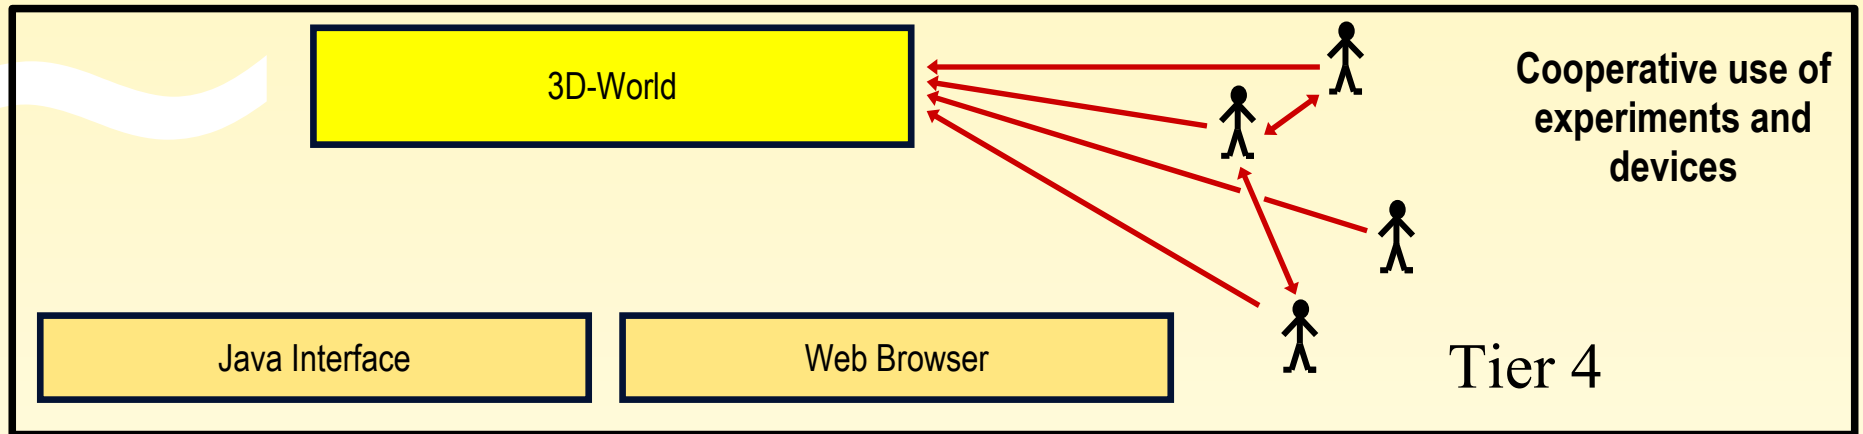 3D-World
Cooperative use of
experiments and
devices
Java Interface
Web Browser
Tier 4